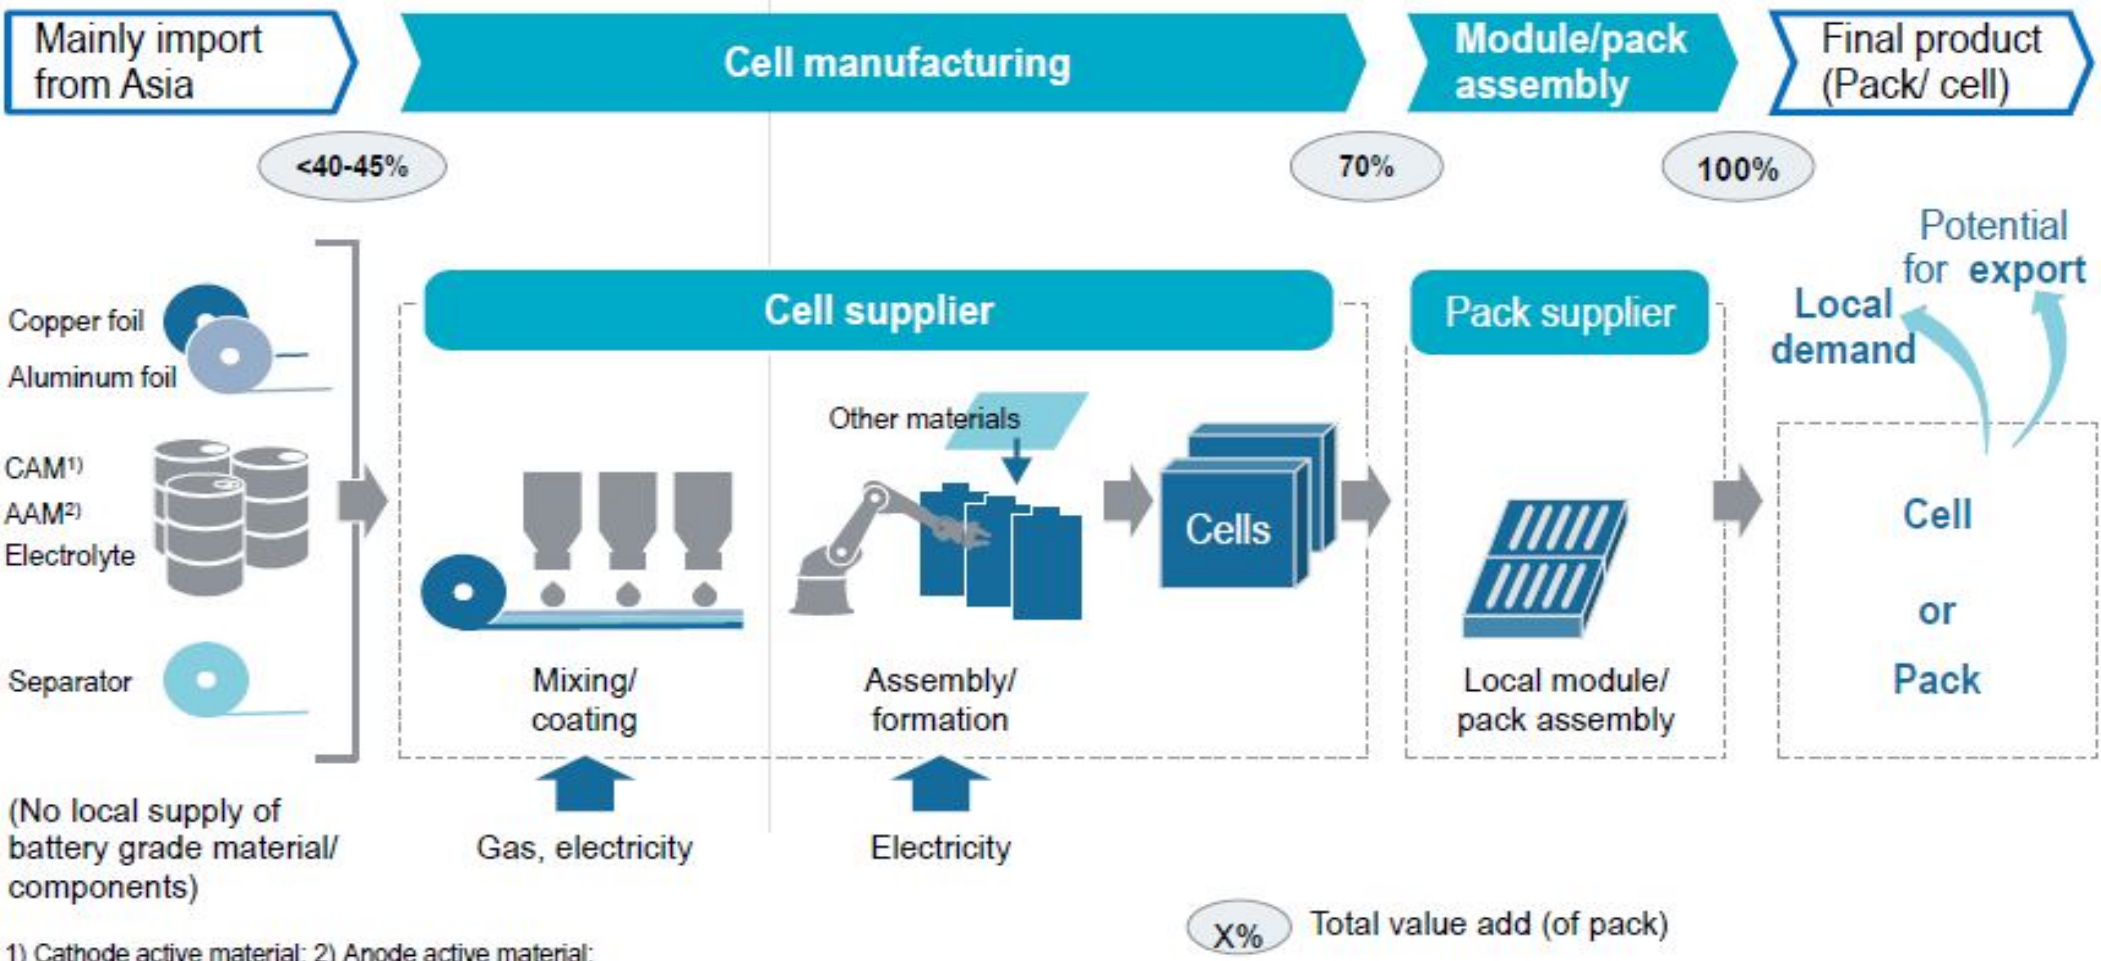 Mainly import
from Asia
Cell manufacturing
Module/pack
assembly
Final product
(Pack/ cell)
<40-45%
70%
100%
Potential
for export
Local
demand
Cell supplier
Pack supplier
Copper foil
Aluminum foil
CAM¹⁾
AAM²⁾
Electrolyte
Separator
Other materials
Cells
Mixing/
coating
Assembly/
formation
Local module/
pack assembly
Cell
or
Pack
(No local supply of
battery grade material/
components)
Gas, electricity
Electricity
X% Total value add (of pack)
1) Cathode active material; 2) Anode active material;